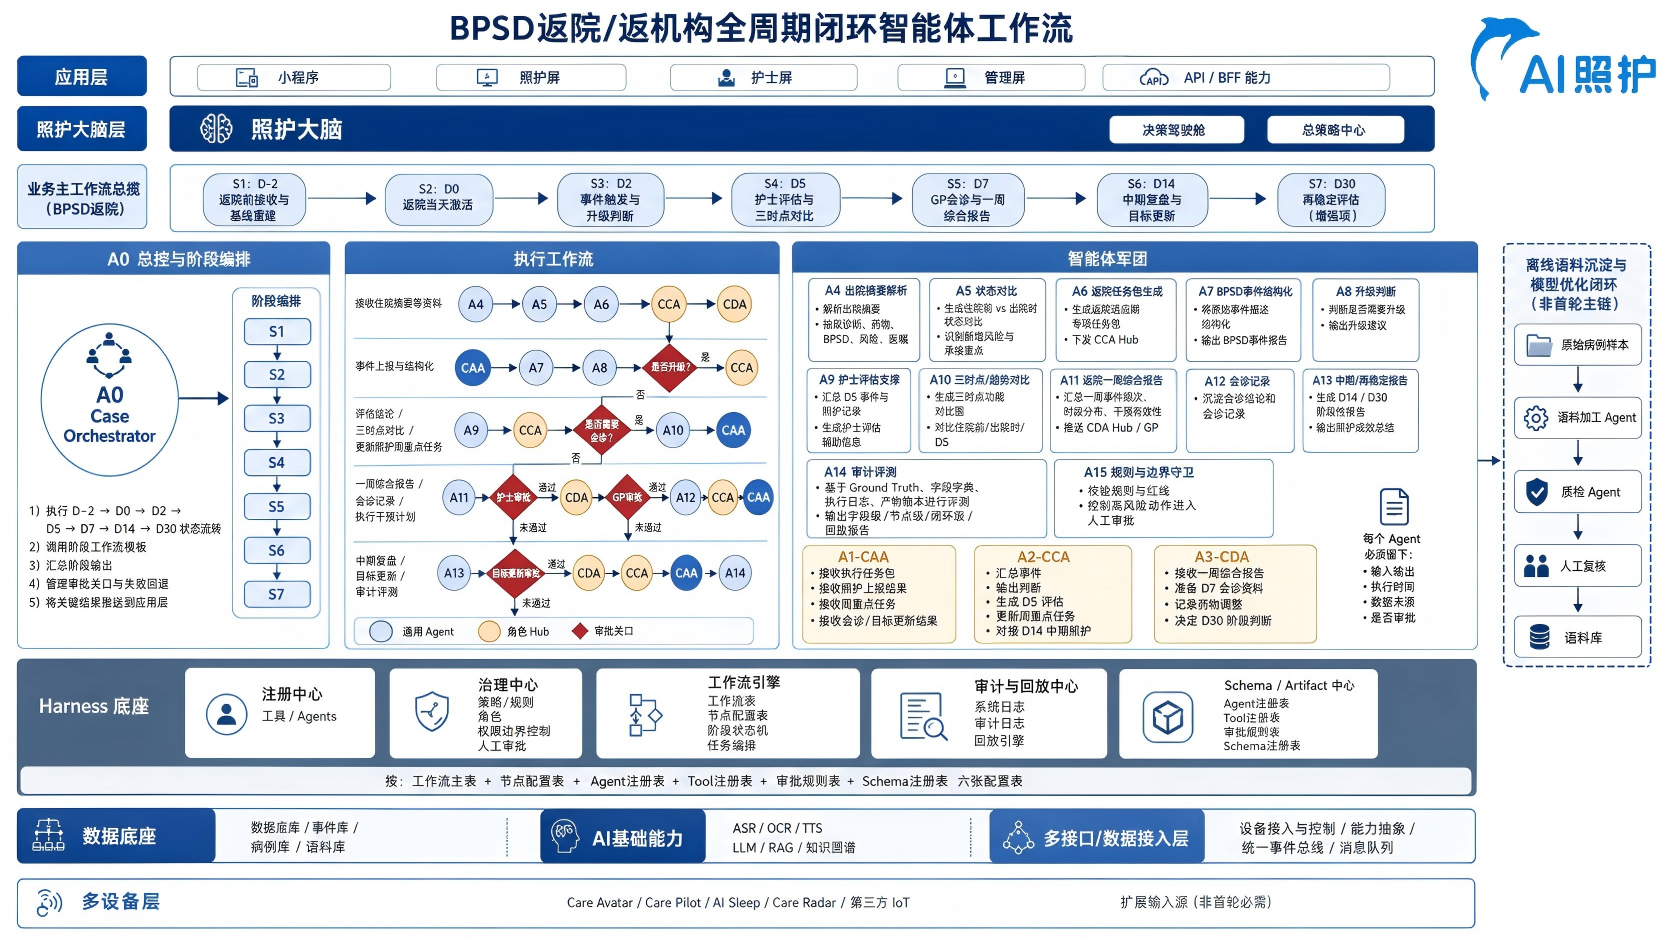 BPSD返院/返机构全周期闭环智能体工作流
AI照护
应用层
小程序
照护屏
护士屏
管理屏
API
API / BFF 能力
照护大脑层
照护大脑
决策驾驶舱
总策略中心
业务主工作流总揽
（BPSD返院）
S1：D-2
返院前接收与
基线重建
S2：D0
返院当天激活
S3：D2
事件触发与
升级判断
S4：D5
护士评估与
三时点对比
S5：D7
GP会诊与一周
综合报告
S6：D14
中期复盘与
目标更新
S7：D30
再稳定评估
（增强项）
A0 总控与阶段编排
A0
Case
Orchestrator
阶段编排
S1
S2
S3
S4
S5
S6
S7
1）执行 D-2 → D0 → D2 →
D5 → D7 → D14 → D30 状态流转
2）调用阶段工作流模板
3）汇总阶段输出
4）管理审批关口与失败回退
5）将关键结果推送到应用层
执行工作流
接收住院摘要等资料
A4
A5
A6
CCA
CDA
事件上报与结构化
CAA
A7
A8
是否升级？
是
CCA
否
评估结论 /
三时点对比 /
更新照护周重点任务
A9
CCA
是否需要
会诊？
是
A10
CAA
否
一周综合报告 /
会诊记录 /
执行干预计划
A11
护士审批
通过
CDA
GP审批
通过
A12
CCA
CAA
未通过
未通过
中期复盘 /
目标更新 /
审计评测
A13
目标更新审批
通过
CDA
CCA
CAA
A14
未通过
通用 Agent
角色 Hub
审批关口
智能体军团
A4 出院摘要解析
• 解析出院摘要
• 抽取诊断、药物、
BPSD、风险、医嘱
A5 状态对比
• 生成住院前 vs 出院时
状态对比
• 识别新增风险与
承接重点
A6 返院任务包生成
• 生成返院适应期
专项任务包
• 下发 CCA Hub
A7 BPSD事件结构化
• 将原始事件描述
结构化
• 输出 BPSD事件报告
A8 升级判断
• 判断是否需要升级
• 输出升级建议
A9 护士评估支撑
• 汇总 D5 事件与
照护记录
• 生成护士评估
辅助信息
A10 三时点/趋势对比
• 生成三时点功能
对比图
• 对比住院前/出院时/
D5
A11 返院一周综合报告
• 汇总一周事件频次、
时段分布、干预有效性
• 推送 CDA Hub / GP
A12 会诊记录
• 沉淀会诊结论和
会诊记录
A13 中期/再稳定报告
• 生成 D14 / D30
阶段性报告
• 输出照护成效总结
A14 审计评测
• 基于 Ground Truth、字段字典、
执行日志、产物样本进行评测
• 输出字段级 / 节点级 / 闭环级 /
回放报告
A15 规则与边界守卫
• 校验规则与红线
• 控制高风险动作进入
人工审批
A1-CAA
• 接收执行任务包
• 接收照护上报结果
• 接收周重点任务
• 接收会诊/目标更新结果
A2-CCA
• 汇总事件
• 输出判断
• 生成 D5 评估
• 更新周重点任务
• 对接 D14 中期照护
A3-CDA
• 接收一周综合报告
• 准备 D7 会诊资料
• 记录药物调整
• 决定 D30 阶段判断
每个 Agent
必须留下：
• 输入输出
• 执行时间
• 数据来源
• 是否审批
离线语料沉淀与
模型优化闭环
（非首轮主链）
原始病例样本
语料加工 Agent
质检 Agent
人工复核
语料库
Harness 底座
注册中心
工具 / Agents
治理中心
策略/规则
角色
权限边界控制
人工审批
工作流引擎
工作流表
节点配置表
阶段状态机
任务编排
审计与回放中心
系统日志
审计日志
回放引擎
Schema / Artifact 中心
Agent注册表
Tool注册表
审批规则表
Schema注册表
按： 工作流主表 + 节点配置表 + Agent注册表 + Tool注册表 + 审批规则表 + Schema注册表 六张配置表
数据底座
数据底库 / 事件库 /
病例库 / 语料库
AI基础能力
ASR / OCR / TTS
LLM / RAG / 知识图谱
多接口/数据接入层
设备接入与控制 / 能力抽象 /
统一事件总线 / 消息队列
多设备层
Care Avatar / Care Pilot / AI Sleep / Care Radar / 第三方 IoT
扩展输入源（非首轮必需）